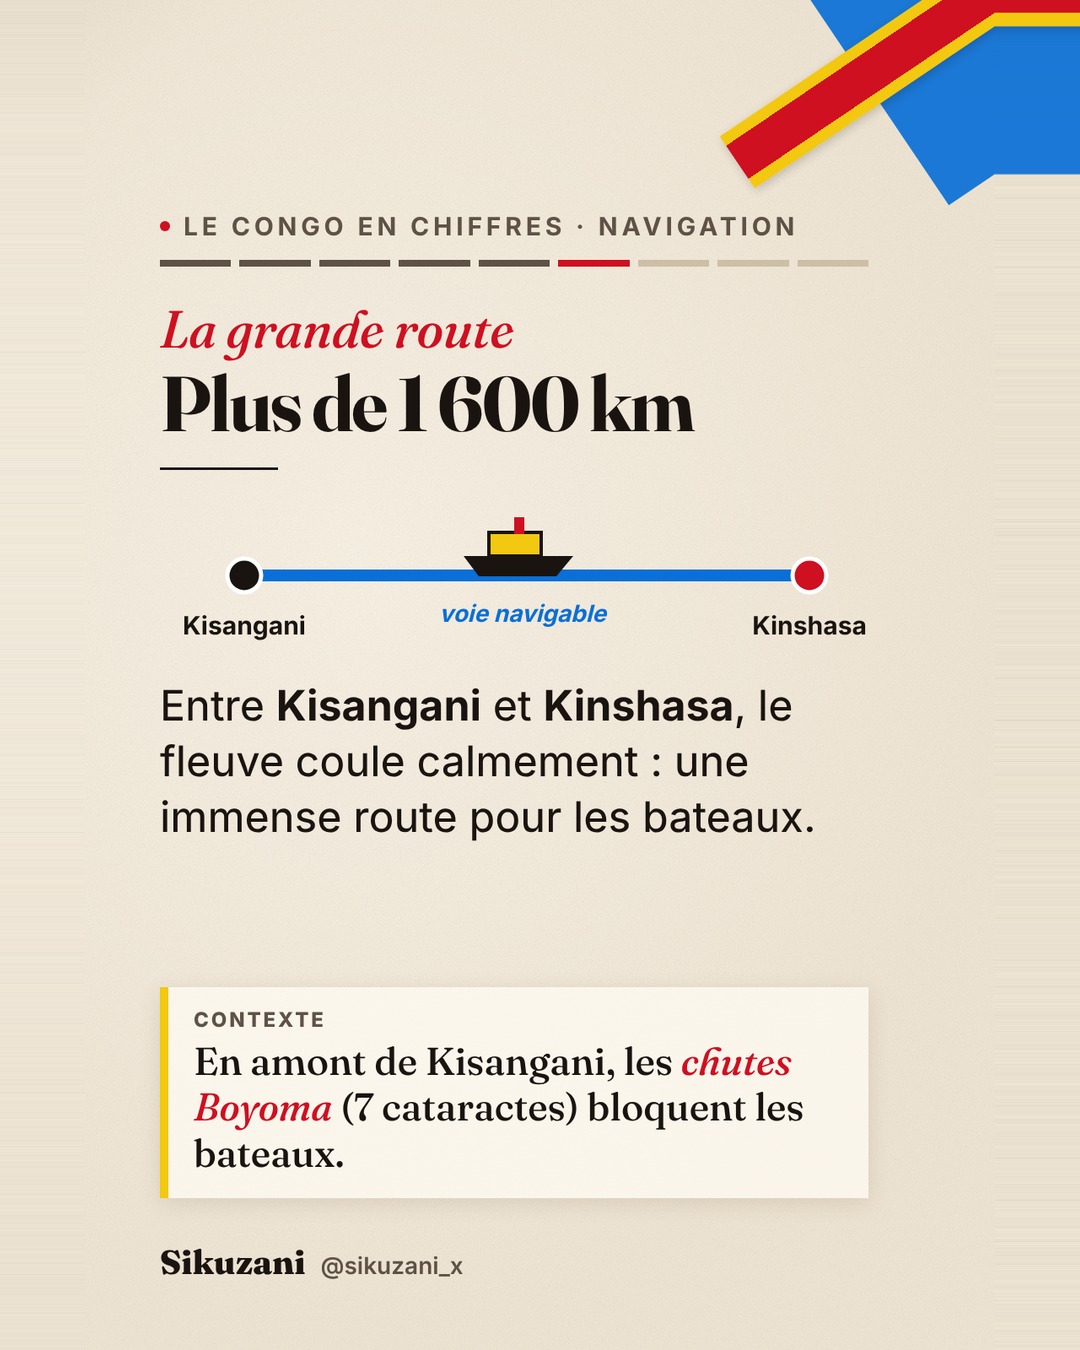 LE CONGO EN CHIFFRES · NAVIGATION
La grande route
Plus de 1 600 km
voie navigable
Kisangani
Kinshasa
Entre Kisangani et Kinshasa, le
fleuve coule calmement : une
immense route pour les bateaux.
CONTEXTE
En amont de Kisangani, les chutes
Boyoma (7 cataractes) bloquent les
bateaux.
Sikuzani @sikuzani_x